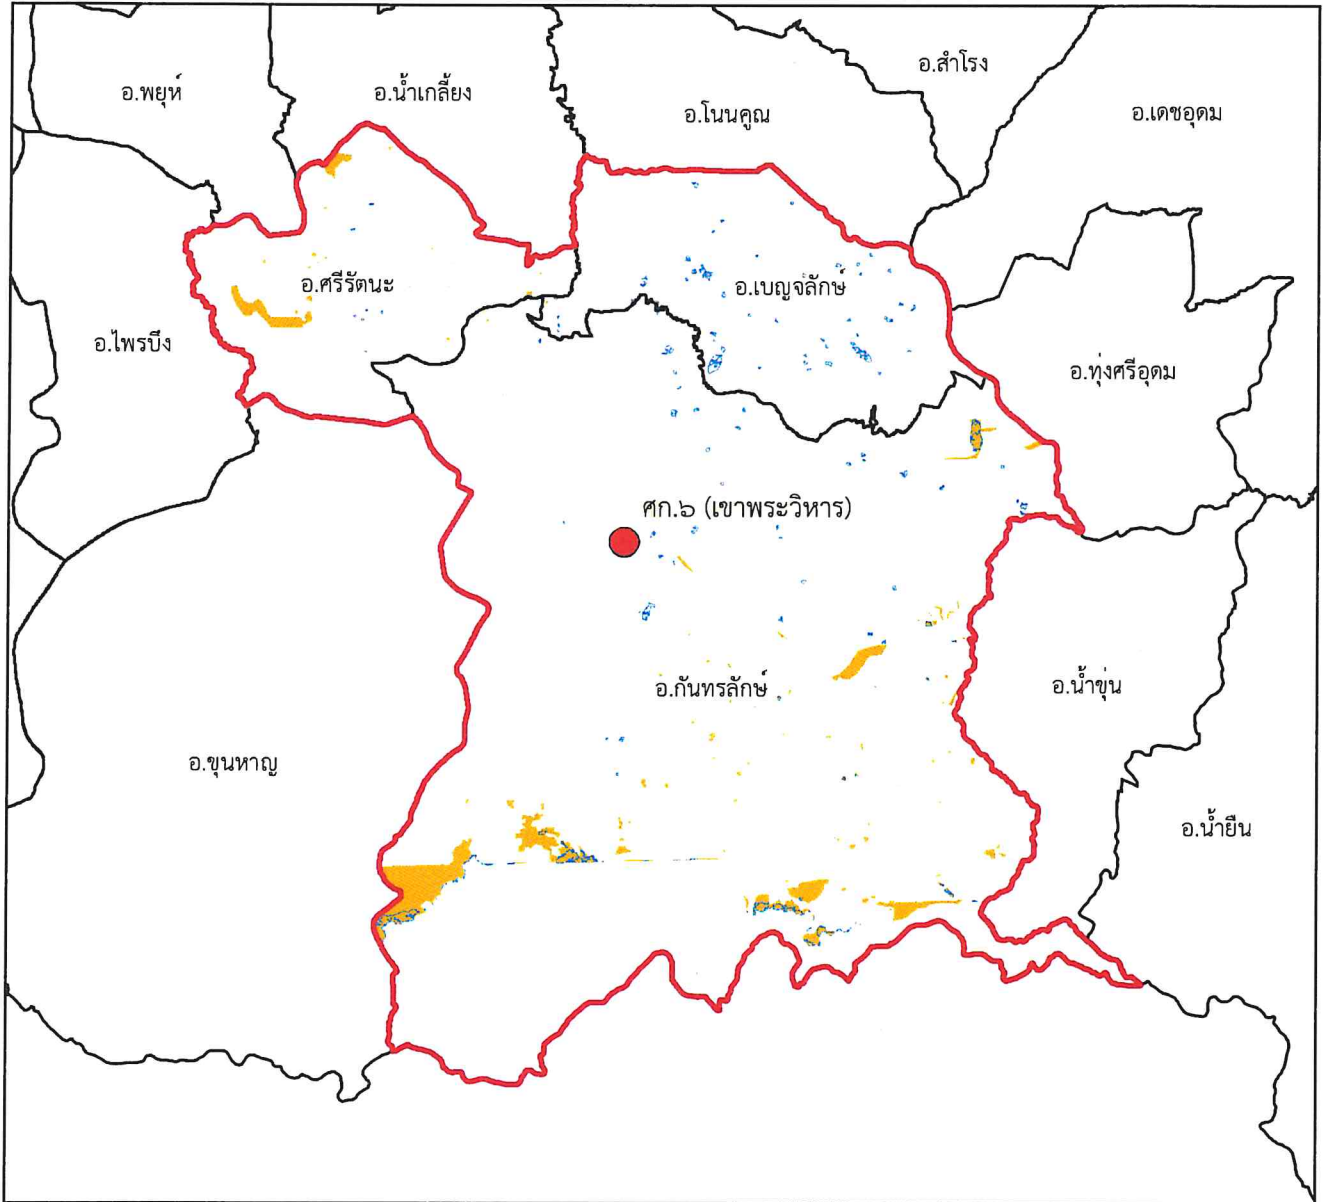 อ.สำโรง
อ.พยุห์
อ.น้ำเกลี้ยง
อ.โนนคูณ
อ.เดชอุดม
อ.ศรีรัตนะ
อ.เบญจลักษ์
อ.ไพรบึง
อ.ทุ่งศรีอุดม
ศก.๖ (เขาพระวิหาร)
อ.กันทรลักษ์
อ.น้ำขุ่น
อ.ขุนหาญ
อ.น้ำยืน